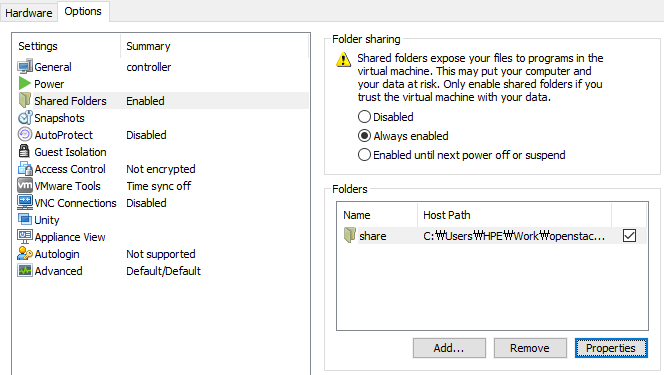 Hardware
Options
Settings Summary
General controller
Power
Shared Folders Enabled
Snapshots
AutoProtect Disabled
Guest Isolation
Access Control Not encrypted
VMware Tools Time sync off
VNC Connections Disabled
Unity
Appliance View
Autologin Not supported
Advanced Default/Default
Folder sharing
Shared folders expose your files to programs in the
virtual machine. This may put your computer and
your data at risk. Only enable shared folders if you
trust the virtual machine with your data.
Disabled
Always enabled
Enabled until next power off or suspend
Folders
Name Host Path
share C:₩Users₩HPE₩Work₩openstac...
Add... Remove Properties